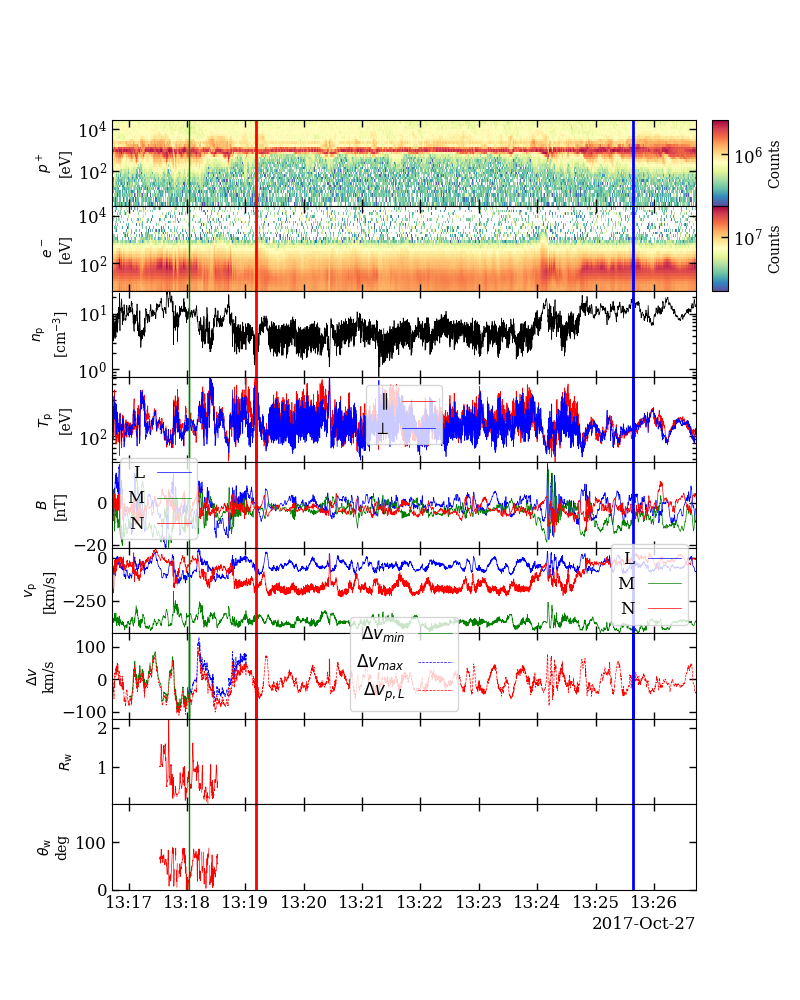 10⁴
10²
p⁺
[eV]
10⁶
Counts
10⁴
10²
e⁻
[eV]
10⁷
Counts
10¹
10⁰
nₚ
[cm⁻³]
10²
Tₚ
[eV]
∥
⊥
0
−20
B
[nT]
L
M
N
0
−250
vₚ
[km/s]
L
M
N
100
0
−100
Δv
km/s
Δv_min
Δv_max
Δv_p,L
2
1
R_w
100
0
θ_w
deg
13:17 13:18 13:19 13:20 13:21 13:22 13:23 13:24 13:25 13:26
2017-Oct-27